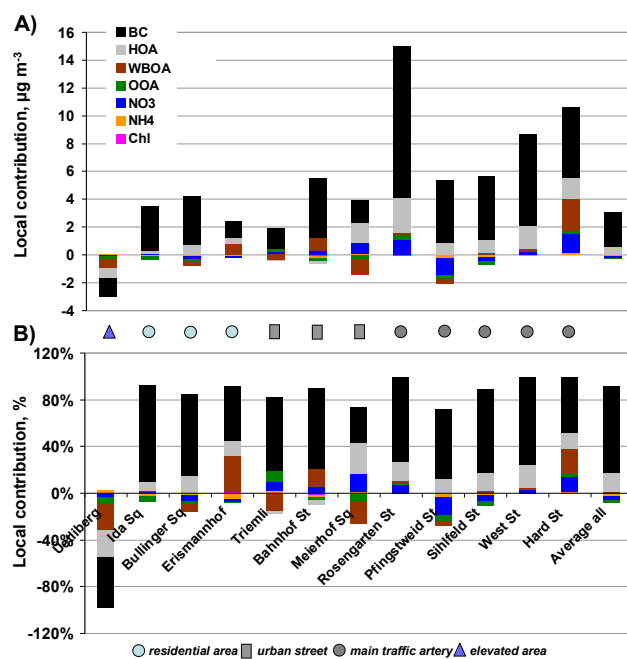 A)
Local contribution, µg m-3
16
14
12
10
8
6
4
2
0
-2
-4
BC
HOA
WBOA
OOA
NO3
NH4
Chl
B)
Local contribution, %
120%
80%
40%
0%
-40%
-80%
-120%
Uetliberg
Ida Sq
Bullinger Sq
Erismannhof
Triemli
Bahnhof St
Meierhof Sq
Rosengarten St
Pfingstweid St
Sihlfeld St
West St
Hard St
Average all
residential area urban street main traffic artery elevated area